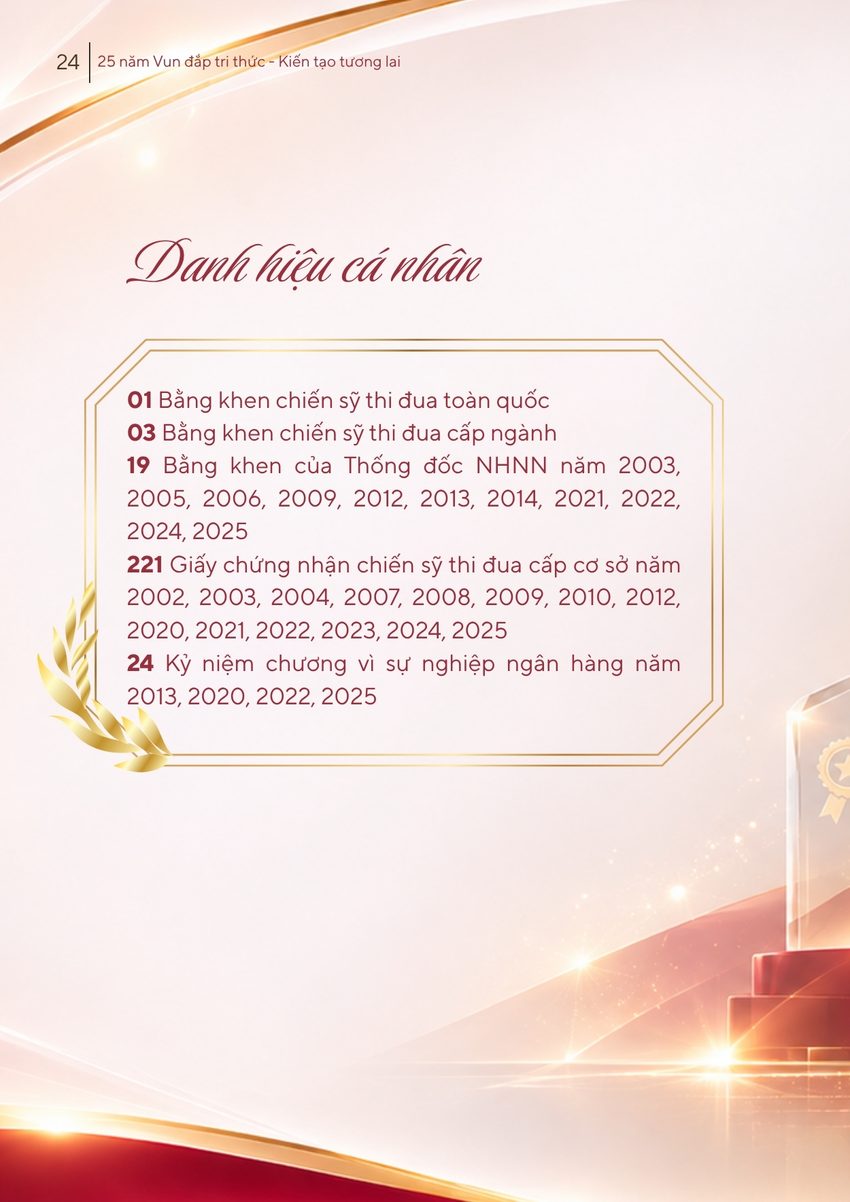 24
25 năm Vun đắp tri thức - Kiến tạo tương lai
Danh hiệu cá nhân
01 Bằng khen chiến sỹ thi đua toàn quốc
03 Bằng khen chiến sỹ thi đua cấp ngành
19 Bằng khen của Thống đốc NHNN năm 2003,
2005, 2006, 2009, 2012, 2013, 2014, 2021, 2022,
2024, 2025
221 Giấy chứng nhận chiến sỹ thi đua cấp cơ sở năm
2002, 2003, 2004, 2007, 2008, 2009, 2010, 2012,
2020, 2021, 2022, 2023, 2024, 2025
24 Kỷ niệm chương vì sự nghiệp ngân hàng năm
2013, 2020, 2022, 2025